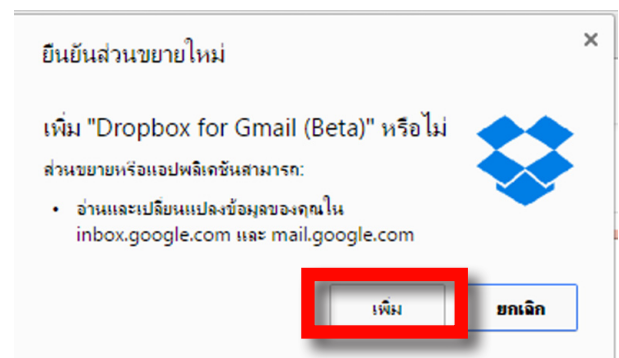 ยืนยันส่วนขยายใหม่
เพิ่ม "Dropbox for Gmail (Beta)" หรือไม่
ส่วนขยายหรือแอปพลิเคชันสามารถ:
• อ่านและเปลี่ยนแปลงข้อมูลของคุณใน
inbox.google.com และ mail.google.com
เพิ่ม
ยกเลิก